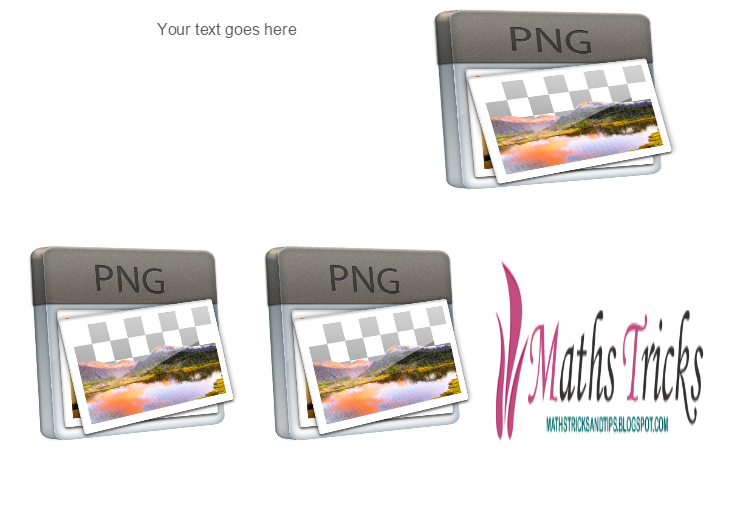 Your text goes here
PNG
PNG
PNG
Maths Tricks
MATHSTRICKSANDTIPS.BLOGSPOT.COM